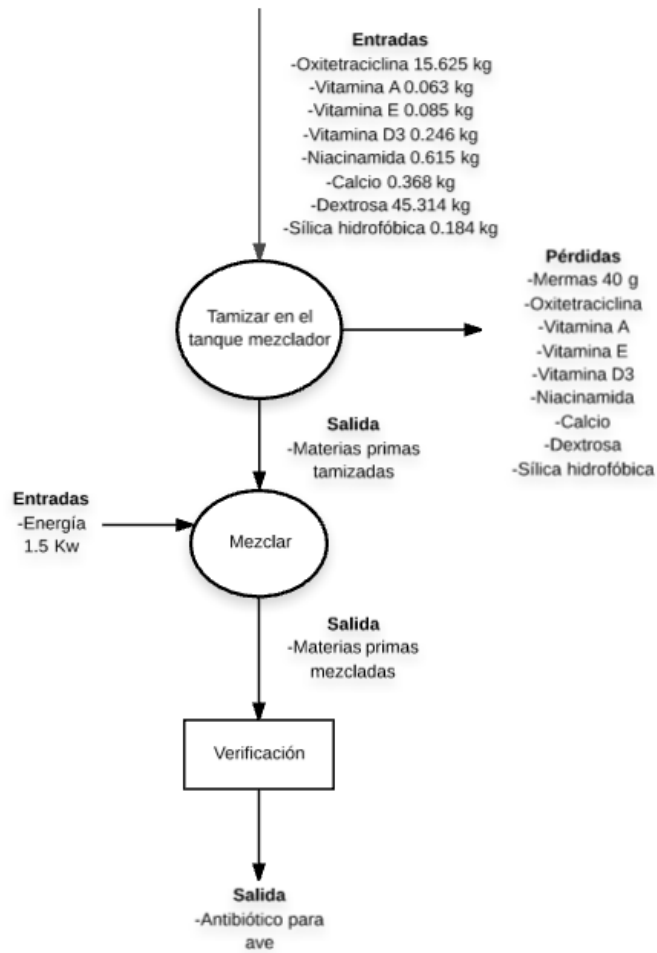 Entradas
-Oxitetraciclina 15.625 kg
-Vitamina A 0.063 kg
-Vitamina E 0.085 kg
-Vitamina D3 0.246 kg
-Niacinamida 0.615 kg
-Calcio 0.368 kg
-Dextrosa 45.314 kg
-Sílica hidrofóbica 0.184 kg
Tamizar en el
tanque mezclador
Pérdidas
-Mermas 40 g
-Oxitetraciclina
-Vitamina A
-Vitamina E
-Vitamina D3
-Niacinamida
-Calcio
-Dextrosa
-Sílica hidrofóbica
Salida
-Materias primas
tamizadas
Entradas
-Energía
1.5 Kw
Mezclar
Salida
-Materias primas
mezcladas
Verificación
Salida
-Antibiótico para
ave